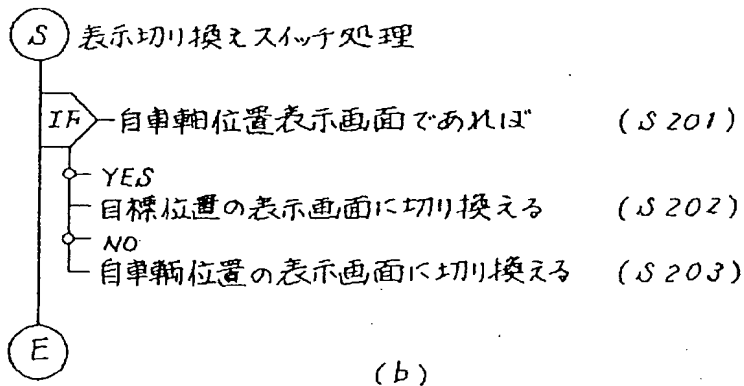 S 表示切り換えスイッチ処理
IF 自車輌位置表示画面であれば (S201)
YES
目標位置の表示画面に切り換える (S202)
NO
自車輌位置の表示画面に切り換える (S203)
E
(b)